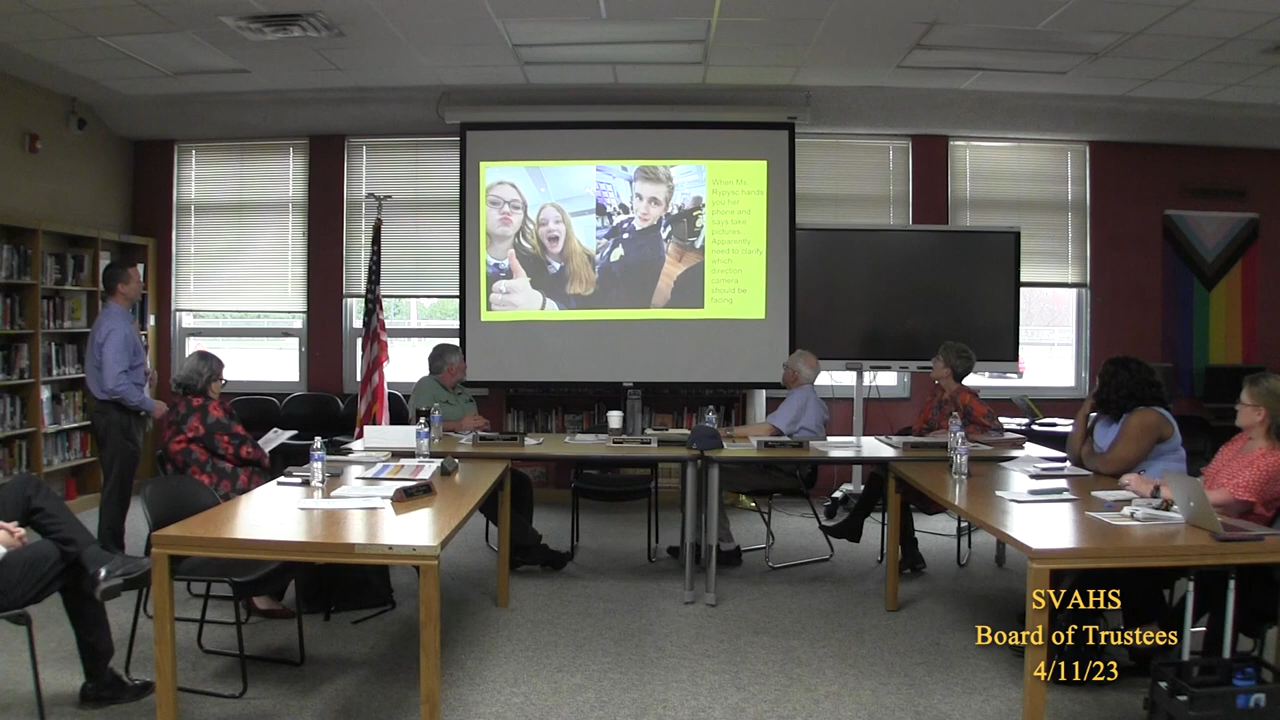 When Ms.
Rypysc hands
you her
phone and
says take
pictures.
Apparently
need to clarify
which
direction
camera
should be
facing
SVAHS
Board of Trustees
4/11/23